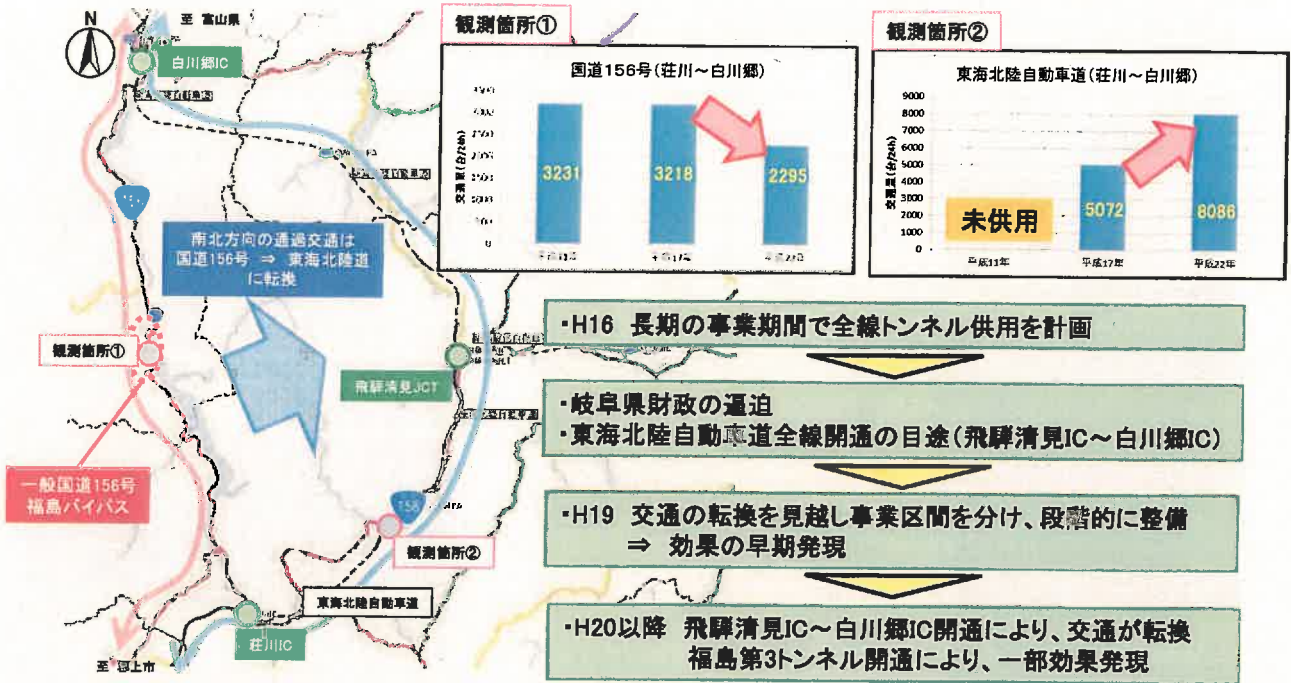 至 富山県
N
白川郷IC
南北方向の通過交通は
国道156号 ⇒ 東海北陸道
に転換
観測箇所①
飛騨清見JCT
一般国道156号
福島バイパス
158
観測箇所②
東海北陸自動車道
荘川IC
観測箇所①
国道156号(荘川～白川郷)
交通量(台/24h)
3231
3218
2295
観測箇所②
東海北陸自動車道(荘川～白川郷)
交通量(台/24h)
9000
8000
7000
6000
5000
4000
3000
2000
1000
0
未供用
5072
8086
平成11年
平成17年
平成22年
・H16 長期の事業期間で全線トンネル供用を計画
・岐阜県財政の逼迫
・東海北陸自動車道全線開通の目途(飛騨清見IC～白川郷IC)
・H19 交通の転換を見越し事業区間を分け、段階的に整備
⇒ 効果の早期発現
・H20以降 飛騨清見IC～白川郷IC開通により、交通が転換
福島第3トンネル開通により、一部効果発現